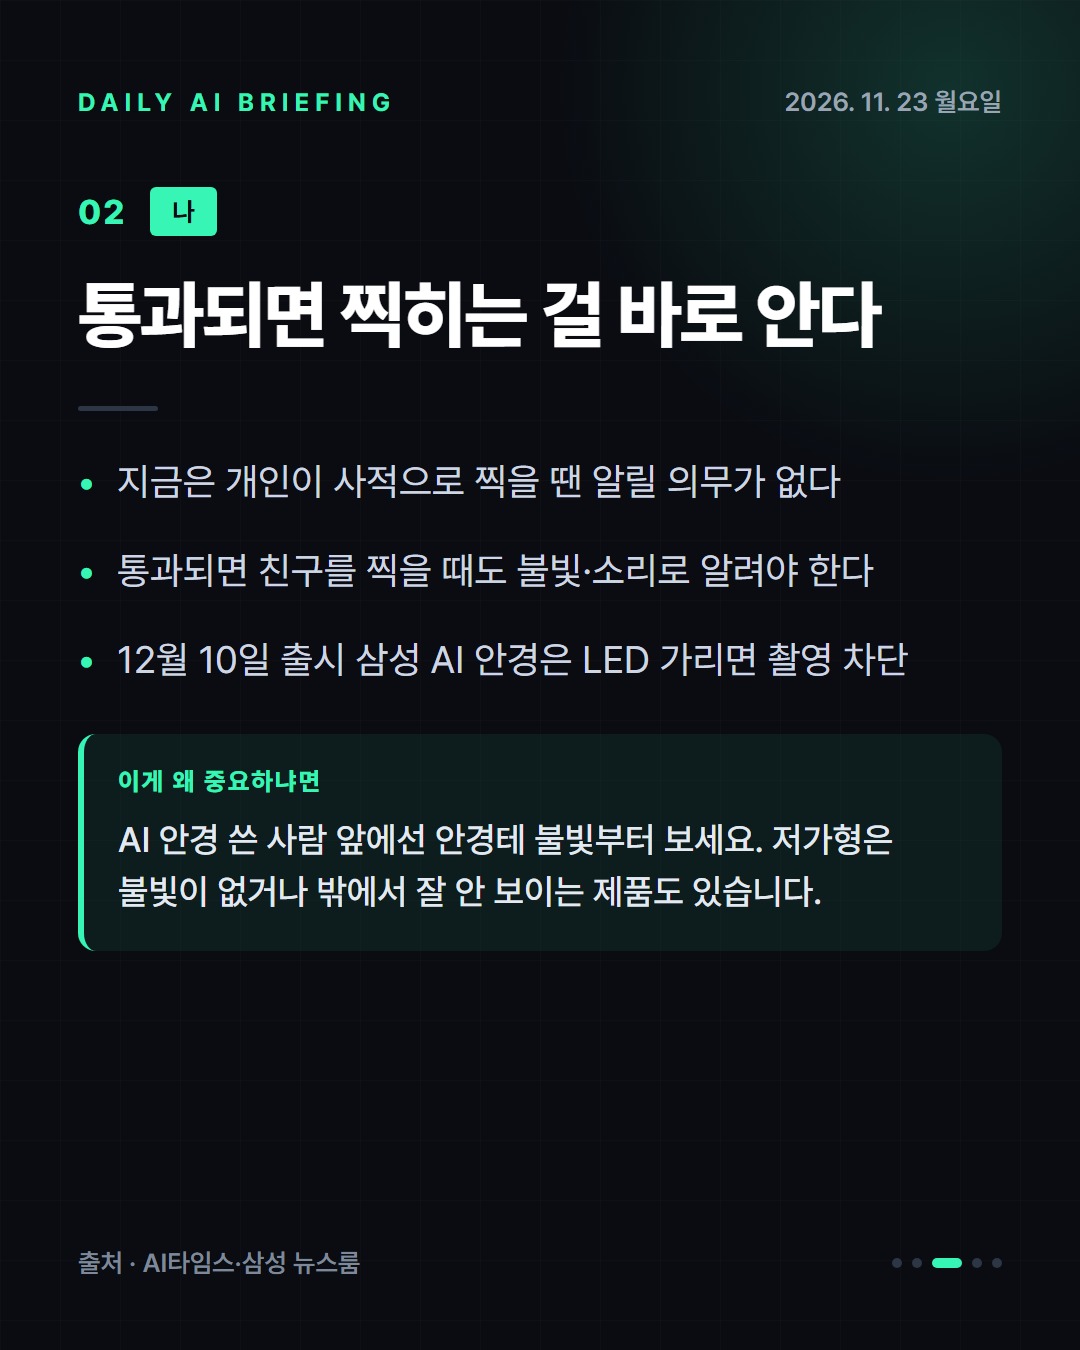 DAILY AI BRIEFING
2026. 11. 23 월요일
02 나
통과되면 찍히는 걸 바로 안다
• 지금은 개인이 사적으로 찍을 땐 알릴 의무가 없다
• 통과되면 친구를 찍을 때도 불빛·소리로 알려야 한다
• 12월 10일 출시 삼성 AI 안경은 LED 가리면 촬영 차단
이게 왜 중요하냐면
AI 안경 쓴 사람 앞에선 안경테 불빛부터 보세요. 저가형은
불빛이 없거나 밖에서 잘 안 보이는 제품도 있습니다.
출처 · AI타임스·삼성 뉴스룸